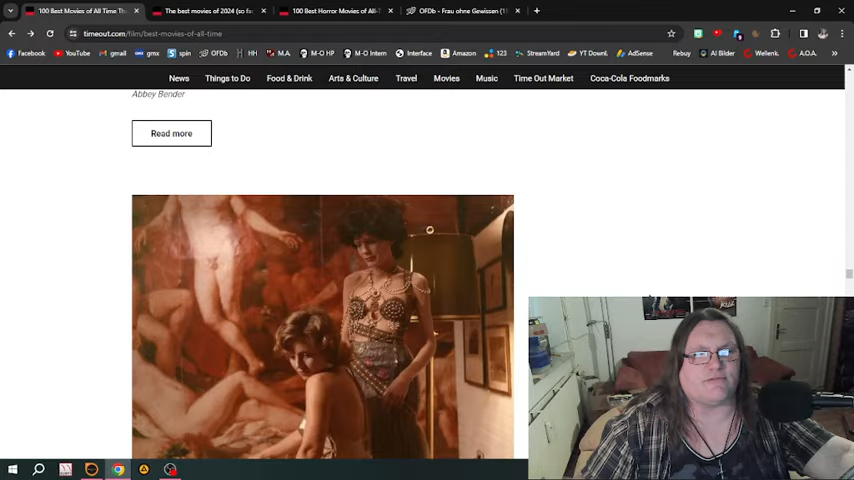 100 Best Movies of All Time Th
The best movies of 2024 (so fa
100 Best Horror Movies of All-T
OFDb - Frau ohne Gewissen (1
timeout.com/film/best-movies-of-all-time
Facebook YouTube gmail gmx spin OFDb HH M.A. M-O HP M-O Intern Interface Amazon 123 StreamYard YT Downl. AdSense Rebuy AI Bilder Wellenk. A.O.A.
News Things to Do Food & Drink Arts & Culture Travel Movies Music Time Out Market Coca-Cola Foodmarks
Abbey Bender
Read more